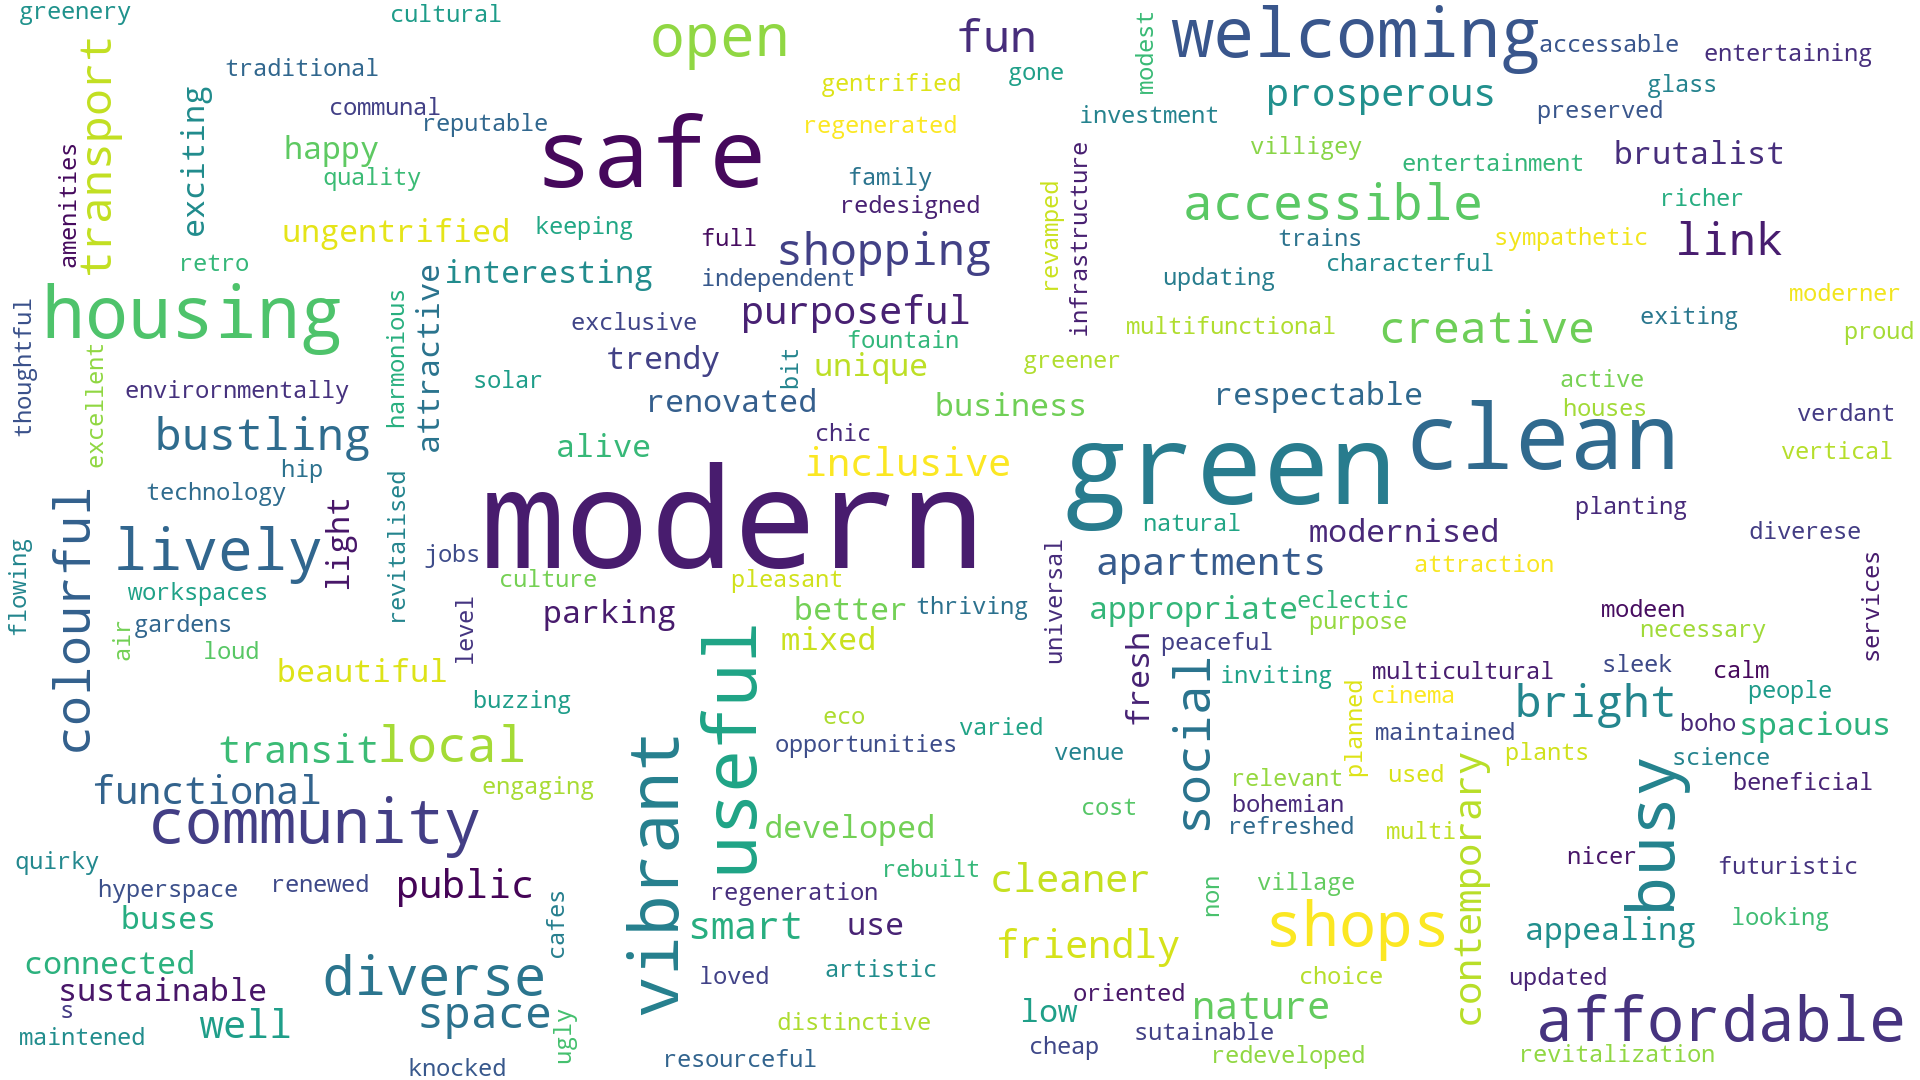 greenery
cultural
open
fun
modest
welcoming
accessable
entertaining
transport
traditional
exciting
communal
reputable
gentrified
gone
regenerated
prosperous
glass
investment
preserved
safe
happy
quality
amenities
family
redesigned
revamped
infrastructure
villigey
entertainment
brutalist
accessible
richer
ungentrified
keeping
full
shopping
trains
sympathetic
link
retro
interesting
independent
updating
characterful
housing
attractive
harmonious
thoughtful
purposeful
moderner
exclusive
fountain
multifunctional
creative
exiting
proud
excellent
envirornmentally
trendy
bit
unique
greener
solar
renovated
business
respectable
active
houses
verdant
bustling
alive
chic
inclusive
green
clean
vertical
hip
technology
light
revitalised
modern
natural
modernised
planting
diverese
colourful
lively
flowing
jobs
culture
pleasant
universal
apartments
attraction
services
workspaces
air
gardens
loud
level
parking
better
thriving
appropriate
eclectic
purpose
modeen
necessary
mixed
fresh
peaceful
beautiful
useful
social
inviting
multicultural
sleek
calm
buzzing
cinema
planned
bright
people
boho
spacious
transit
local
eco
varied
opportunities
venue
maintained
plants
science
functional
engaging
vibrant
relevant
used
contemporary
busy
beneficial
community
cost
bohemian
refreshed
multi
developed
quirky
hyperspace
renewed
public
rebuilt
cleaner
regeneration
non
village
nicer
futuristic
buses
cafes
smart
use
shops
looking
appealing
friendly
connected
sustainable
s
diverse
loved
artistic
choice
updated
maintened
well
space
ugly
distinctive
low
oriented
nature
affordable
knocked
resourceful
cheap
sutainable
redeveloped
revitalization